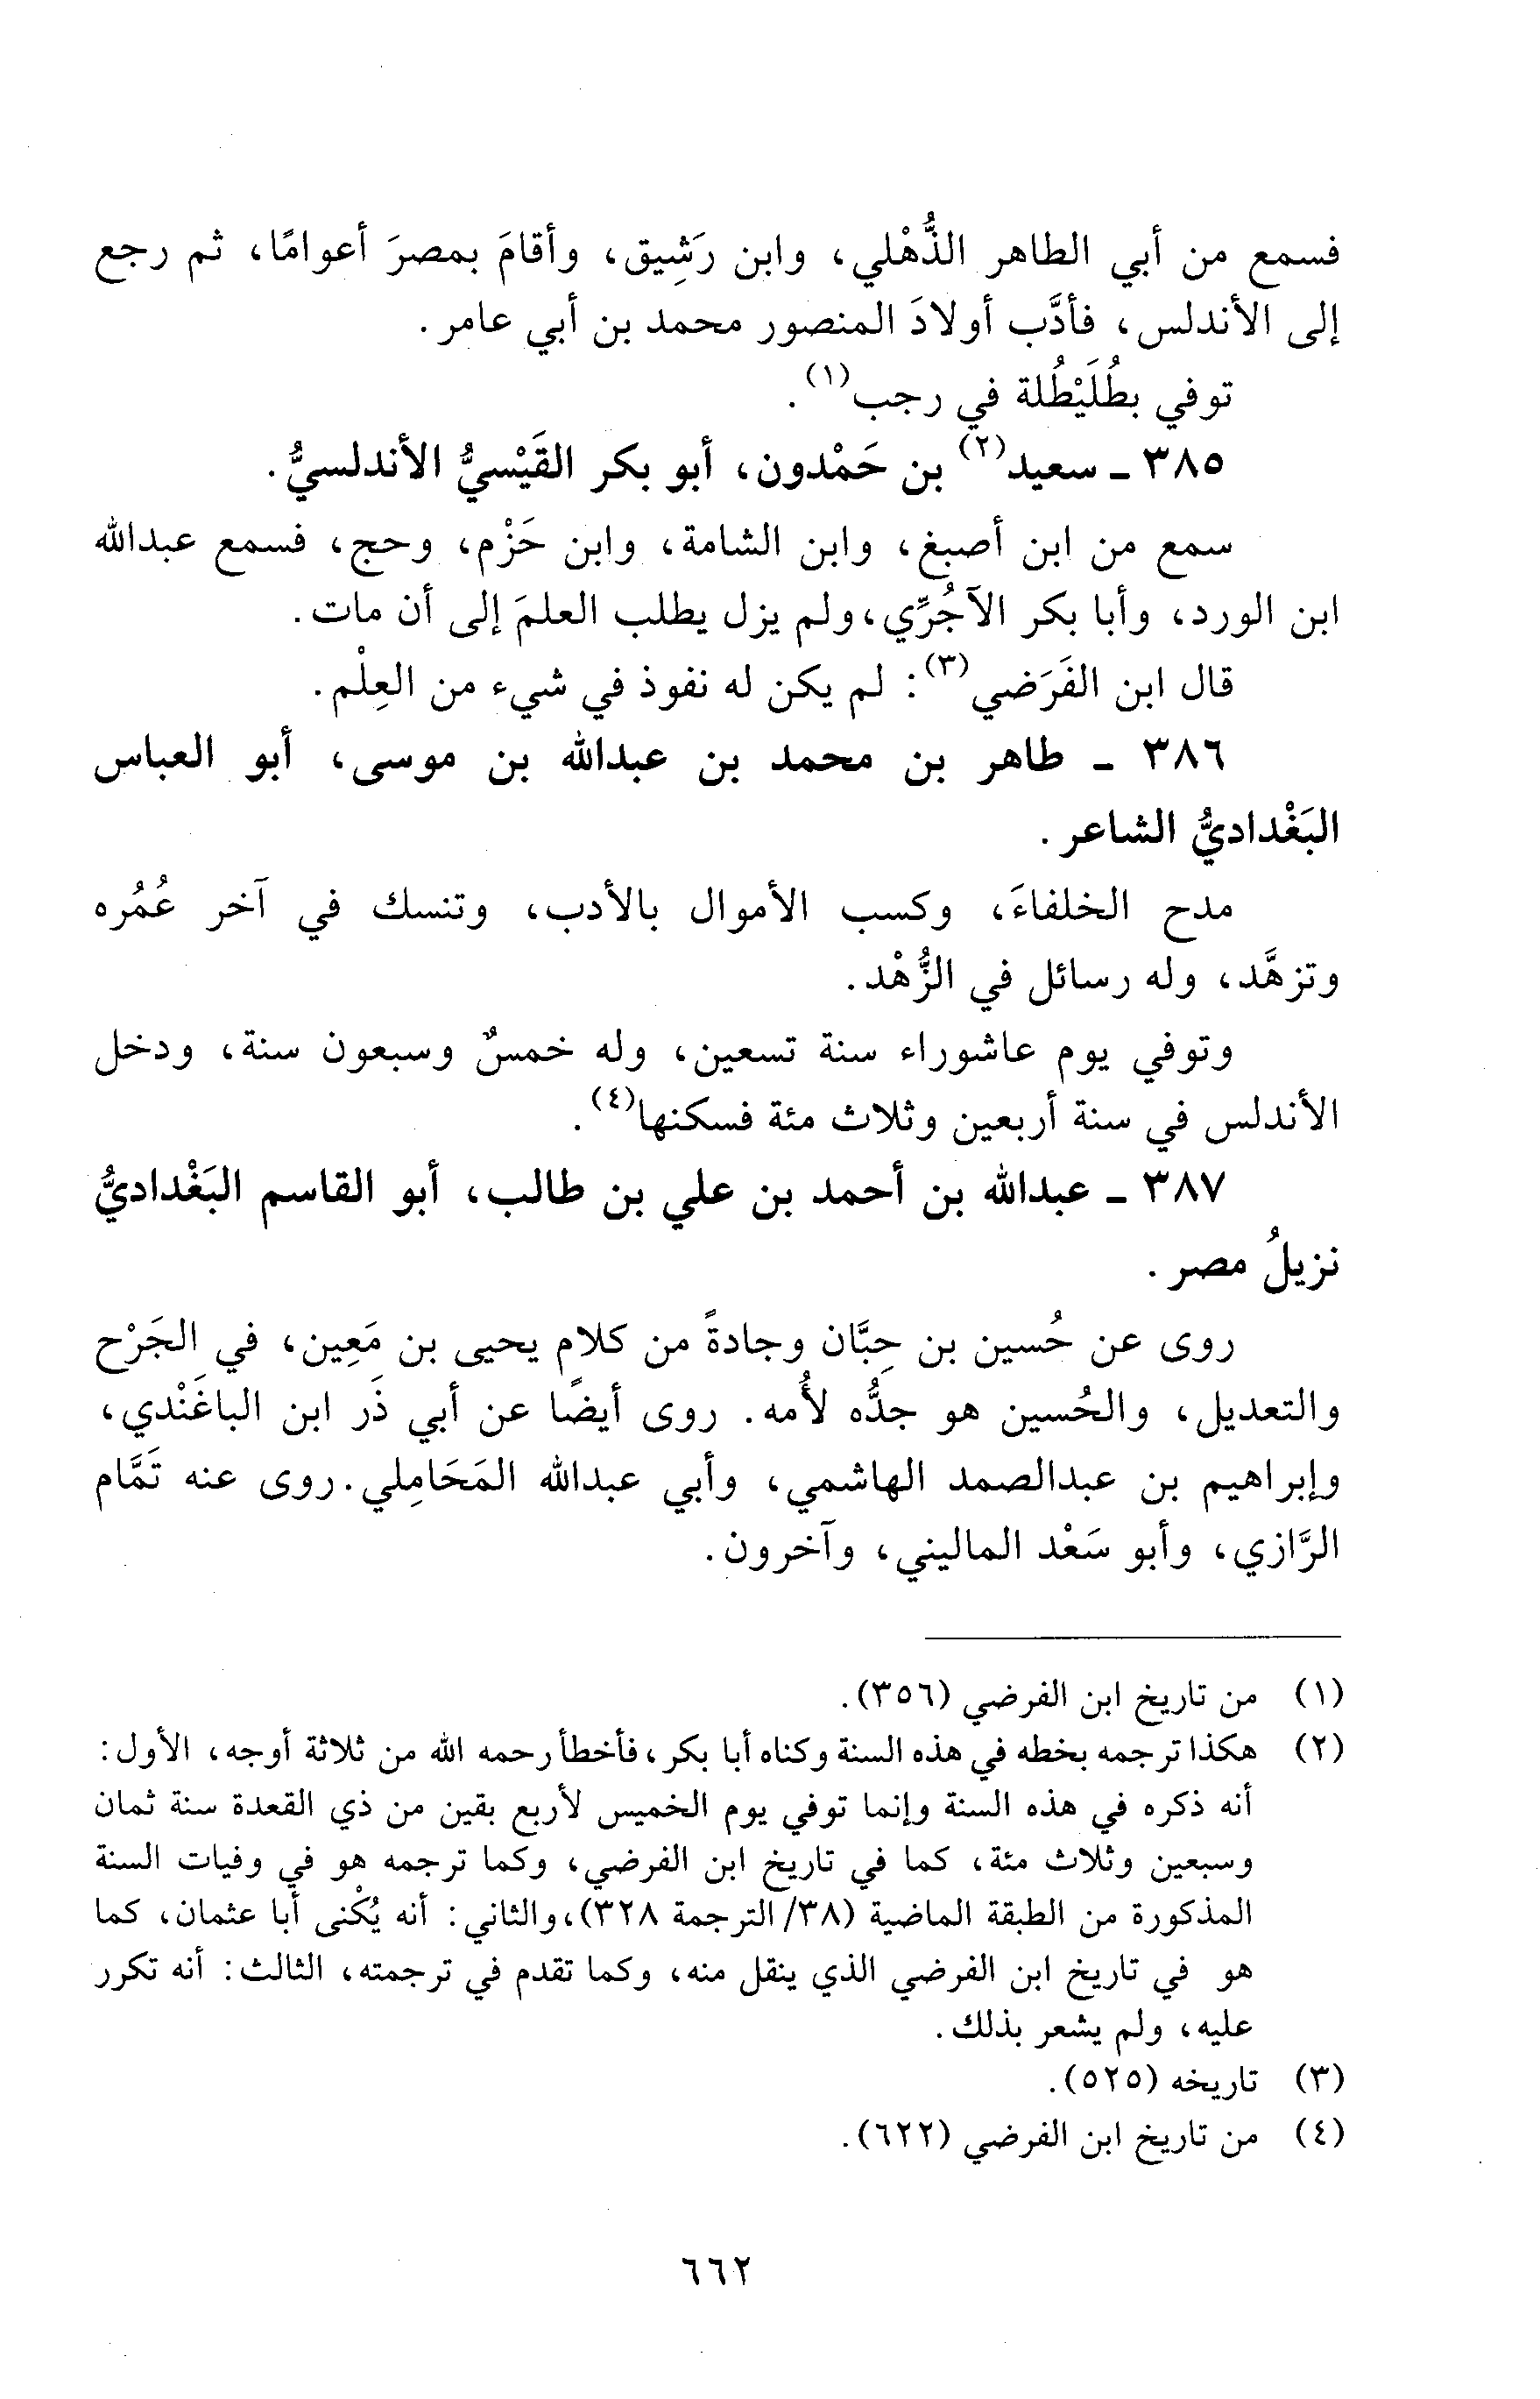 فسمع من أبي الطاهر الذُّهْلي، وابن رَشِيق، وأقامَ بمصرَ أعوامًا، ثم رجع
إلى الأندلس، فأدَّب أولادَ المنصور محمد بن أبي عامر.
توفي بطُلَيْطُلة في رجب(١).
٣٨٥ - سعيد(٢) بن حَمْدون، أبو بكر القَيْسيُّ الأندلسيُّ.
سمع من ابن أصبغ، وابن الشامة، وابن حَزْم، وحج، فسمع عبدالله
ابن الورد، وأبا بكر الآجُرِّي، ولم يزل يطلب العلمَ إلى أن مات.
قال ابن الفَرَضي(٣): لم يكن له نفوذ في شيء من العِلْم.
٣٨٦ - طاهر بن محمد بن عبدالله بن موسى، أبو العباس
البَغْداديُّ الشاعر.
مدح الخلفاءَ، وكسب الأموال بالأدب، وتنسك في آخر عُمُره
وتزهَّد، وله رسائل في الزُّهْد.
وتوفي يوم عاشوراء سنة تسعين، وله خمسٌ وسبعون سنة، ودخل
الأندلس في سنة أربعين وثلاث مئة فسكنها(٤).
٣٨٧ - عبدالله بن أحمد بن علي بن طالب، أبو القاسم البَغْداديُّ
نزيلُ مصر.
روى عن حُسين بن حِبَّان وجادةً من كلام يحيى بن مَعِين، في الجَرْح
والتعديل، والحُسين هو جدُّه لأُمه. روى أيضًا عن أبي ذَر ابن الباغَنْدي،
وإبراهيم بن عبدالصمد الهاشمي، وأبي عبدالله المَحَامِلي. روى عنه تَمَّام
الرَّازي، وأبو سَعْد الماليني، وآخرون.
(١) من تاريخ ابن الفرضي (٣٥٦).
(٢) هكذا ترجمه بخطه في هذه السنة وكناه أبا بكر، فأخطأ رحمه الله من ثلاثة أوجه، الأول:
أنه ذكره في هذه السنة وإنما توفي يوم الخميس لأربع بقين من ذي القعدة سنة ثمان
وسبعين وثلاث مئة، كما في تاريخ ابن الفرضي، وكما ترجمه هو في وفيات السنة
المذكورة من الطبقة الماضية (٣٨/ الترجمة ٣٢٨)، والثاني: أنه يُكْنى أبا عثمان، كما
هو في تاريخ ابن الفرضي الذي ينقل منه، وكما تقدم في ترجمته، الثالث: أنه تكرر
عليه، ولم يشعر بذلك.
(٣) تاريخه (٥٢٥).
(٤) من تاريخ ابن الفرضي (٦٢٢).
٦٦٢